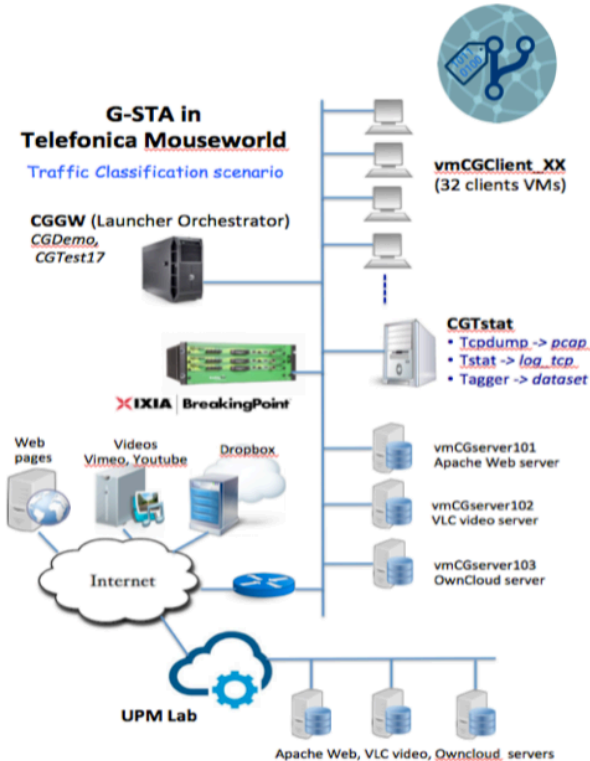 G-STA in
Telefonica Mouseworld
Traffic Classification scenario
vmCGClient_XX
(32 clients VMs)
CGGW (Launcher Orchestrator)
CGDemo,
CGTest17
CGTstat
• Tcpdump -> pcap
• Tstat -> log_tcp
• Tagger -> dataset
IXIA BreakingPoint
Web
pages
Videos
Vimeo, Youtube
Dropbox
vmCGserver101
Apache Web server
vmCGserver102
VLC video server
vmCGserver103
OwnCloud server
Internet
UPM Lab
Apache Web, VLC video, Owncloud servers